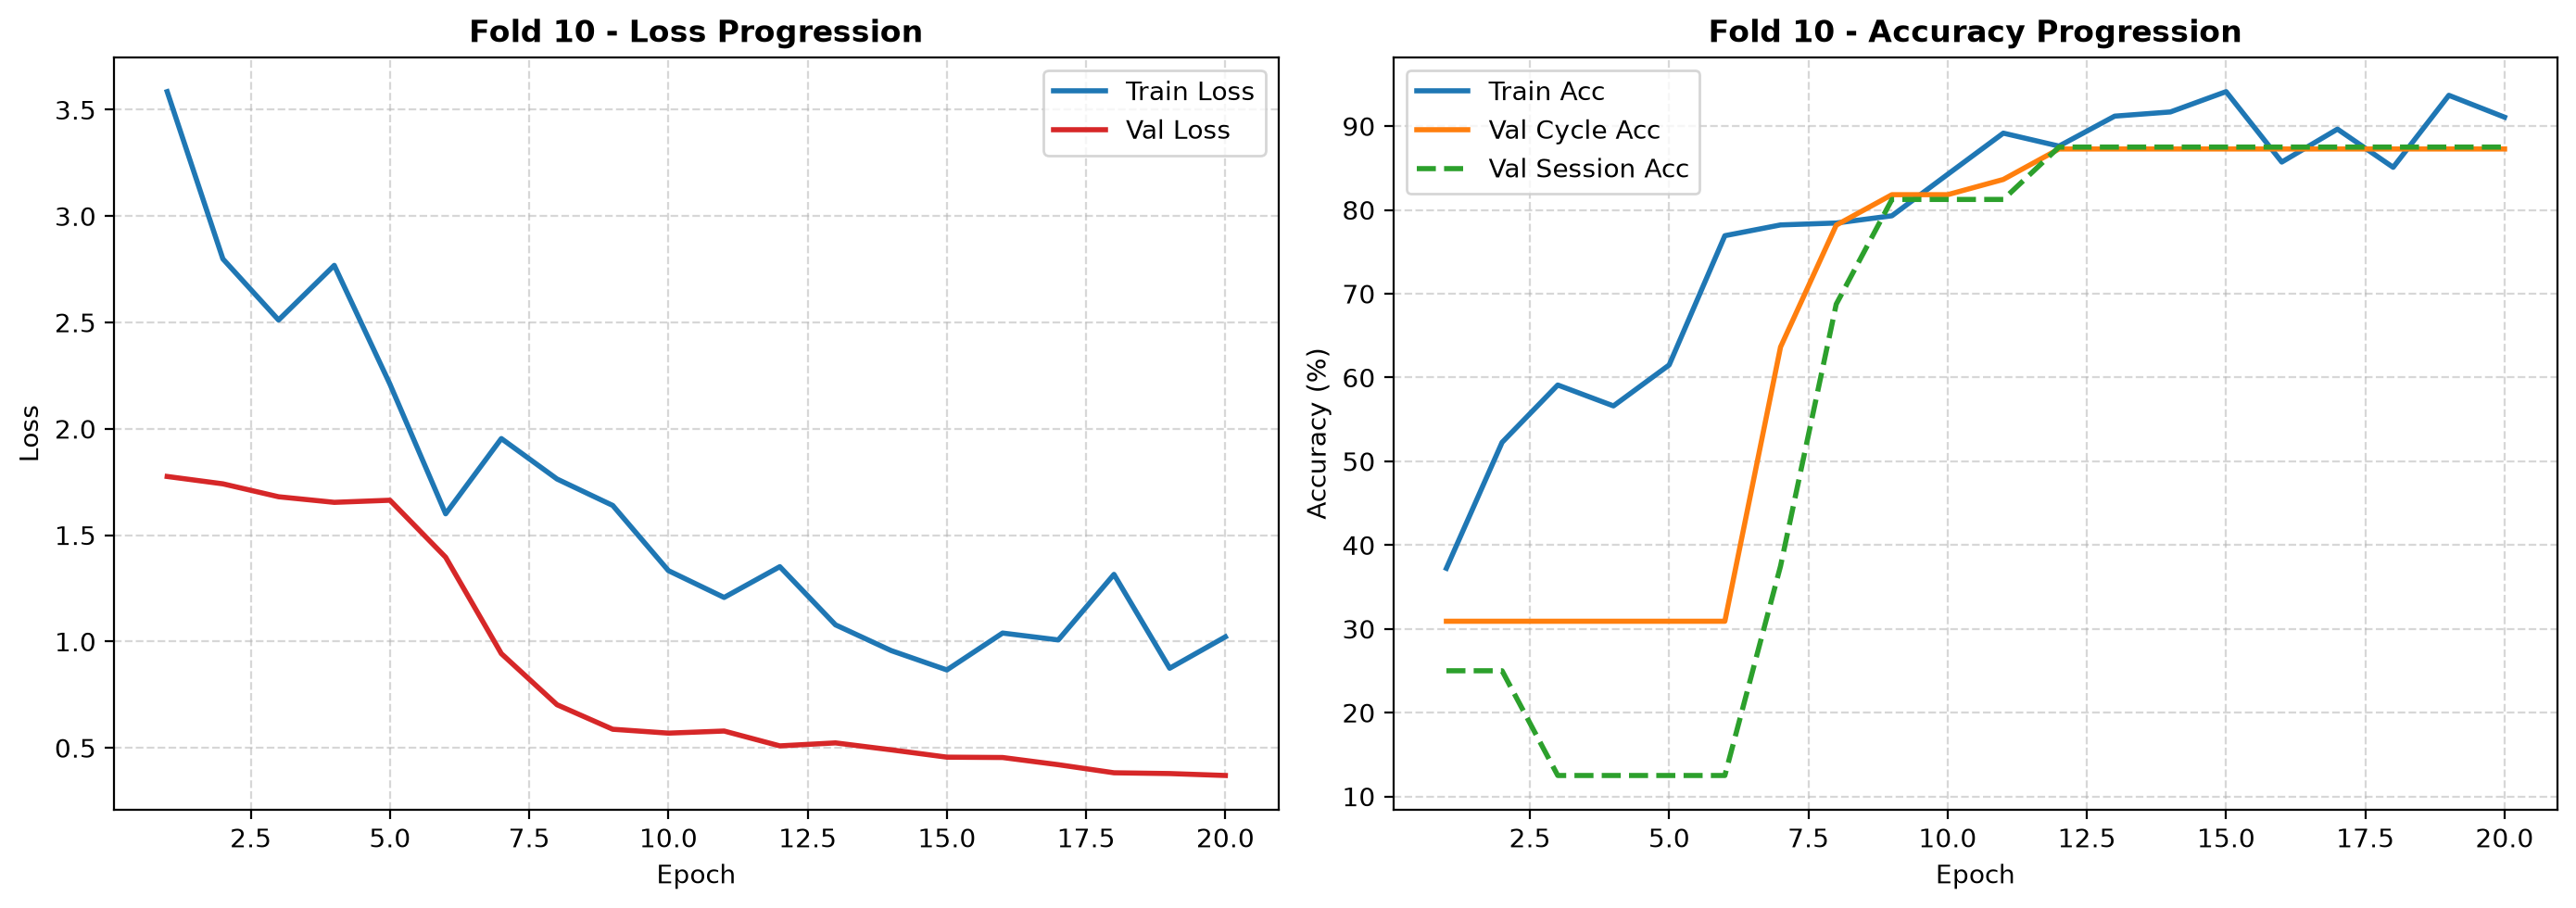 Fold 10 - Loss Progression
Train Loss
Val Loss
3.5
3.0
2.5
2.0
1.5
1.0
0.5
Loss
2.5 5.0 7.5 10.0 12.5 15.0 17.5 20.0
Epoch
Fold 10 - Accuracy Progression
Train Acc
Val Cycle Acc
Val Session Acc
90
80
70
60
50
40
30
20
10
Accuracy (%)
2.5 5.0 7.5 10.0 12.5 15.0 17.5 20.0
Epoch